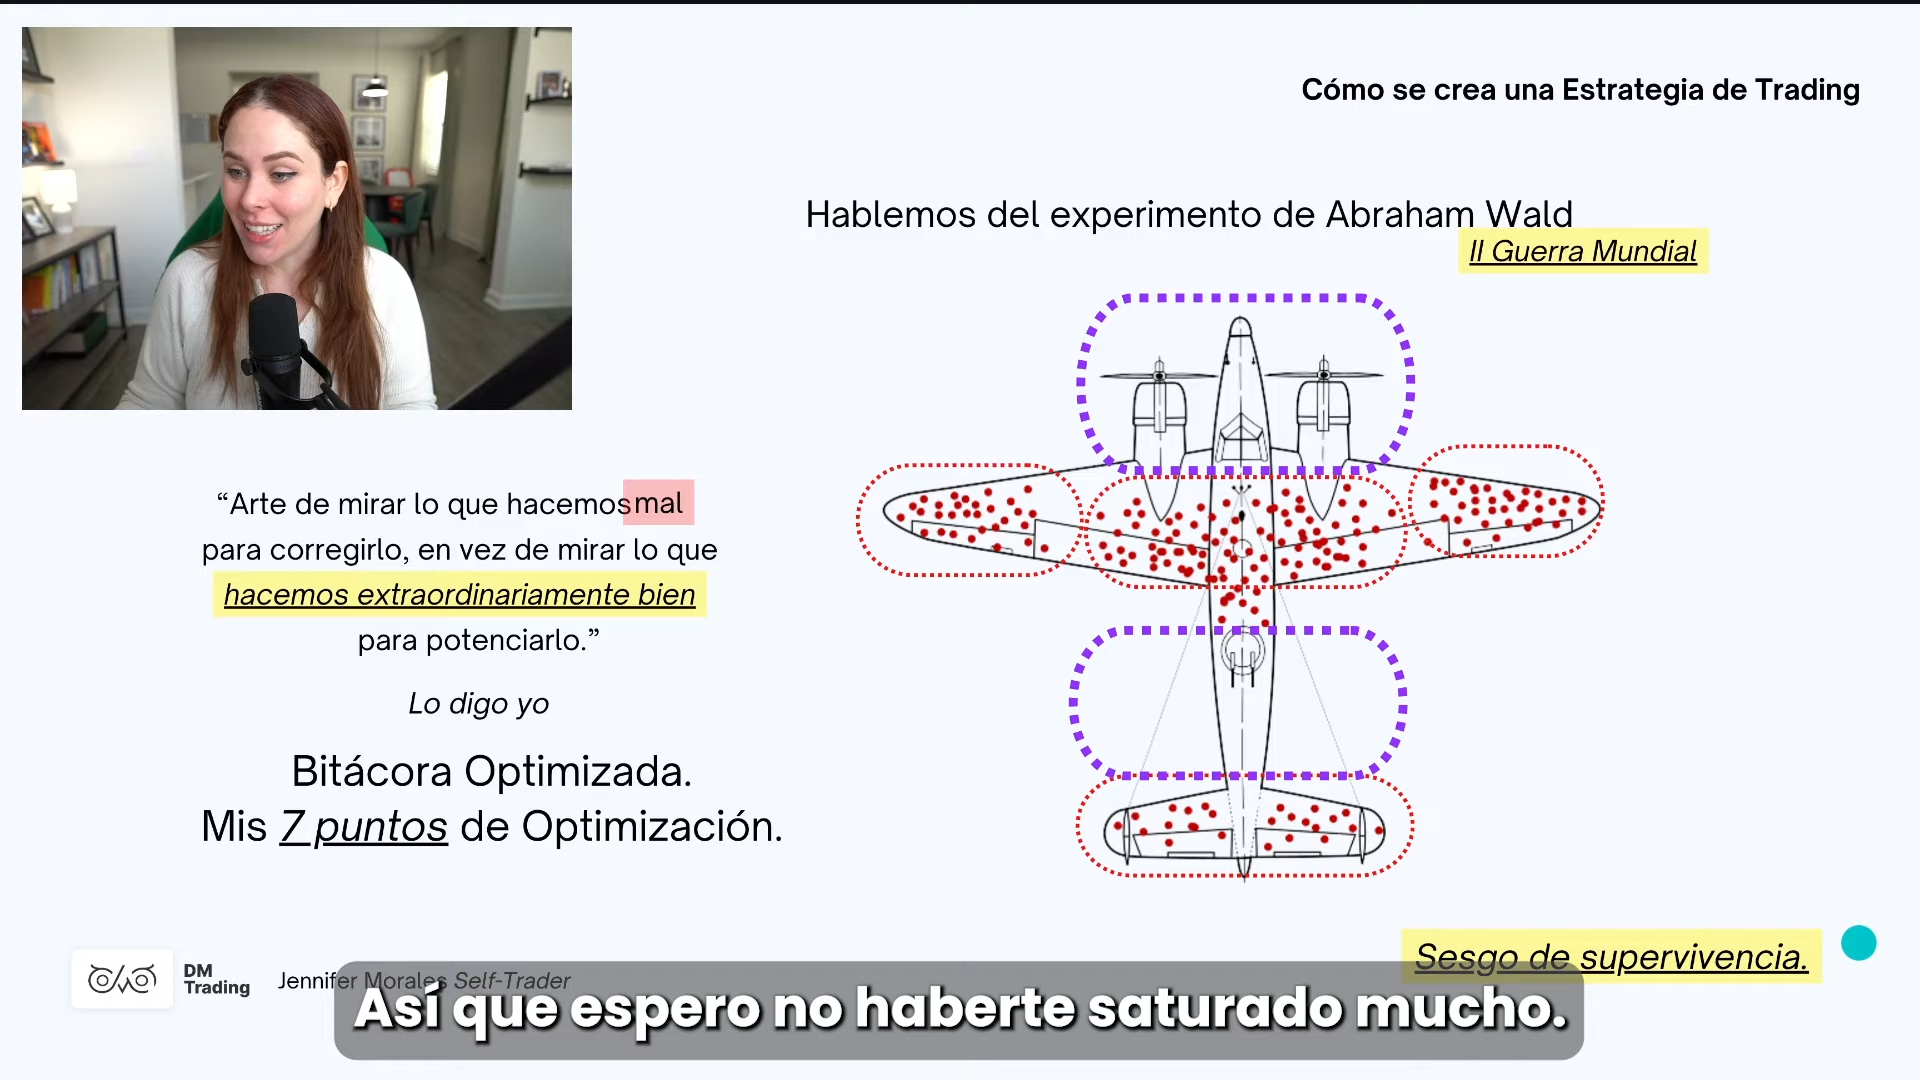 Cómo se crea una Estrategia de Trading
Hablemos del experimento de Abraham Wald
II Guerra Mundial
“Arte de mirar lo que hacemos mal
para corregirlo, en vez de mirar lo que
hacemos extraordinariamente bien
para potenciarlo.”
Lo digo yo
Bitácora Optimizada.
Mis 7 puntos de Optimización.
Sesgo de supervivencia.
DM
Trading
Jennifer Morales Self-Trader
Así que espero no haberte saturado mucho.